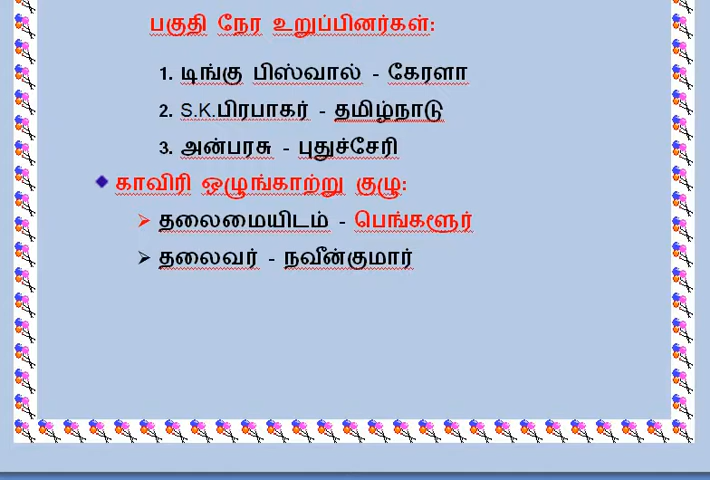 பகுதி நேர உறுப்பினர்கள்:
1. டிங்கு பிஸ்வால் - கேரளா
2. S.K.பிரபாகர் - தமிழ்நாடு
3. அன்பரசு - புதுச்சேரி
காவிரி ஒழுங்காற்று குழு:
தலைமையிடம் - பெங்களூர்
தலைவர் - நவீன்குமார்